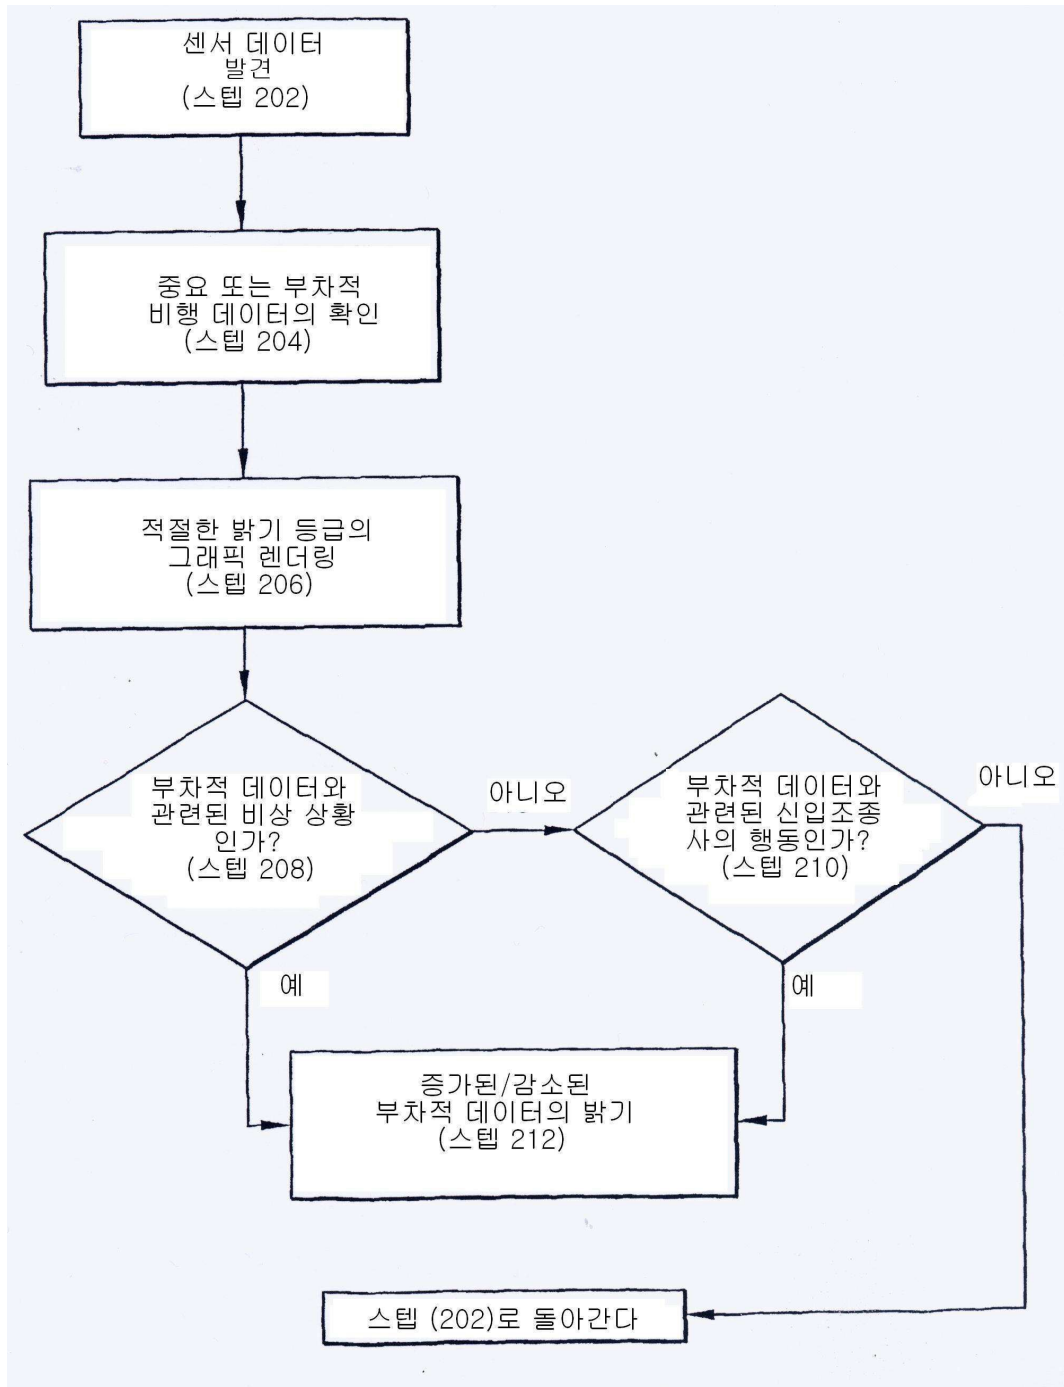 센서 데이터
발견
(스텝 202)
중요 또는 부차적
비행 데이터의 확인
(스텝 204)
적절한 밝기 등급의
그래픽 렌더링
(스텝 206)
부차적 데이터와
관련된 비상 상황
인가?
(스텝 208)
아니오
부차적 데이터와
관련된 신입조종
사의 행동인가?
(스텝 210)
아니오
예
예
증가된/감소된
부차적 데이터의 밝기
(스텝 212)
스텝 (202)로 돌아간다